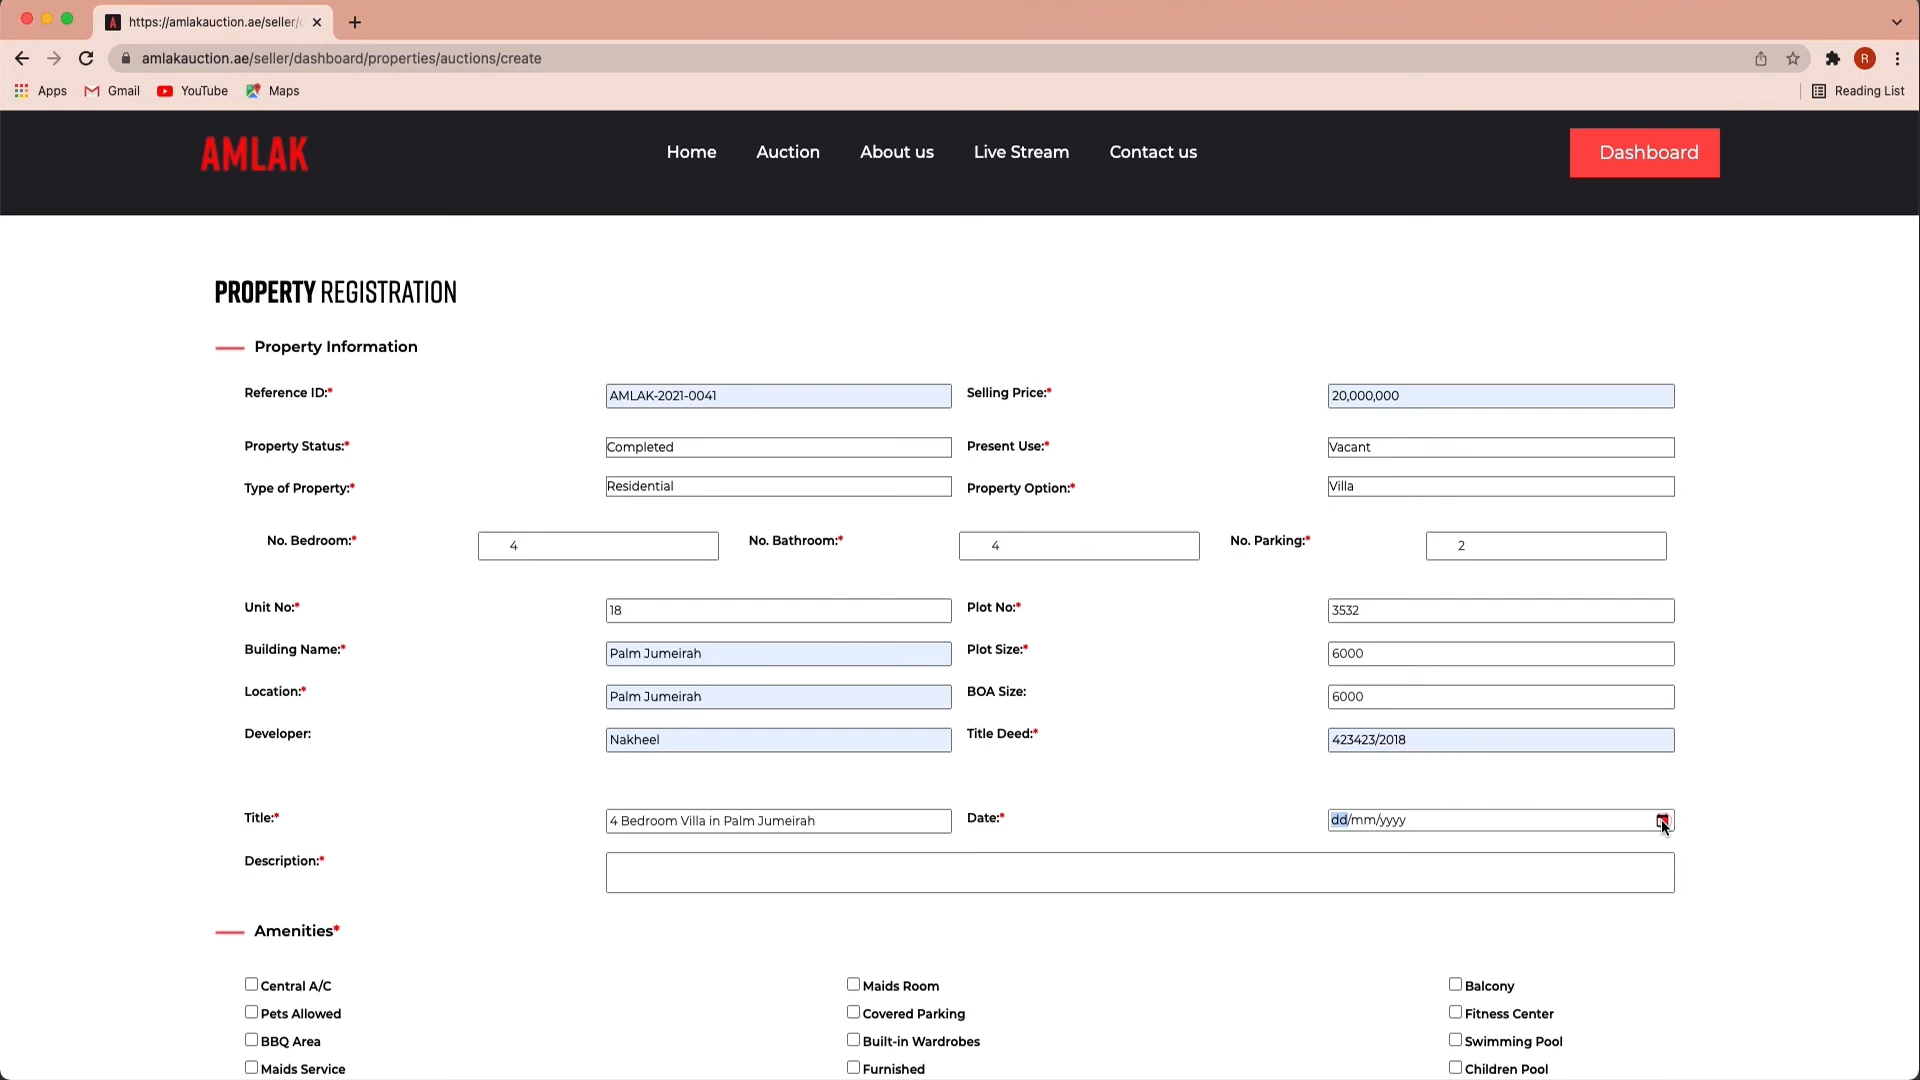 https://amlakauction.ae/seller/
amlakauction.ae/seller/dashboard/properties/auctions/create
R
Apps
Gmail
YouTube
Maps
Reading List
AMLAK
Home
Auction
About us
Live Stream
Contact us
Dashboard
PROPERTY REGISTRATION
Property Information
Reference ID:* AMLAK-2021-0041 Selling Price:* 20,000,000
Property Status:* Completed Present Use:* Vacant
Type of Property:* Residential Property Option:* Villa
No. Bedroom:* 4 No. Bathroom:* 4 No. Parking:* 2
Unit No:* 18 Plot No:* 3532
Building Name:* Palm Jumeirah Plot Size:* 6000
Location:* Palm Jumeirah BOA Size: 6000
Developer: Nakheel Title Deed:* 423423/2018
Title:* 4 Bedroom Villa in Palm Jumeirah Date:* dd/mm/yyyy
Description:*
Amenities*
Central A/C Maids Room Balcony
Pets Allowed Covered Parking Fitness Center
BBQ Area Built-in Wardrobes Swimming Pool
Maids Service Furnished Children Pool